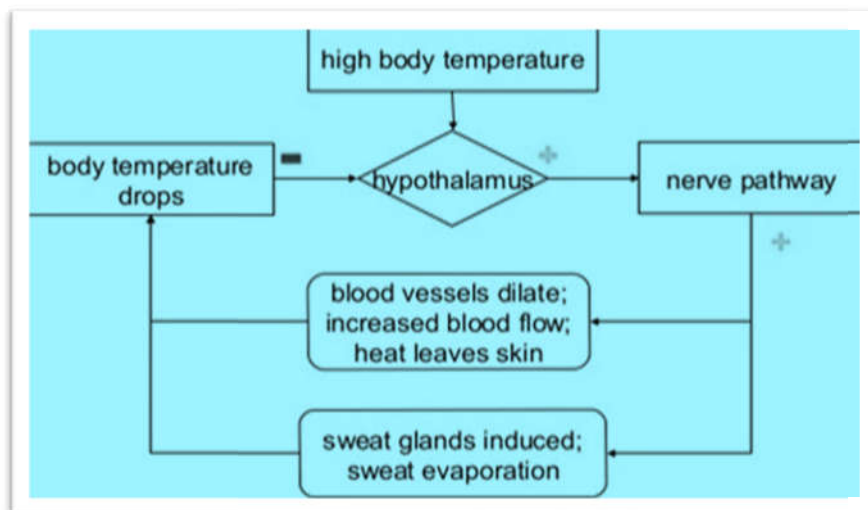 high body temperature
body temperature
drops
−
hypothalamus
+
nerve pathway
+
blood vessels dilate;
increased blood flow;
heat leaves skin
sweat glands induced;
sweat evaporation